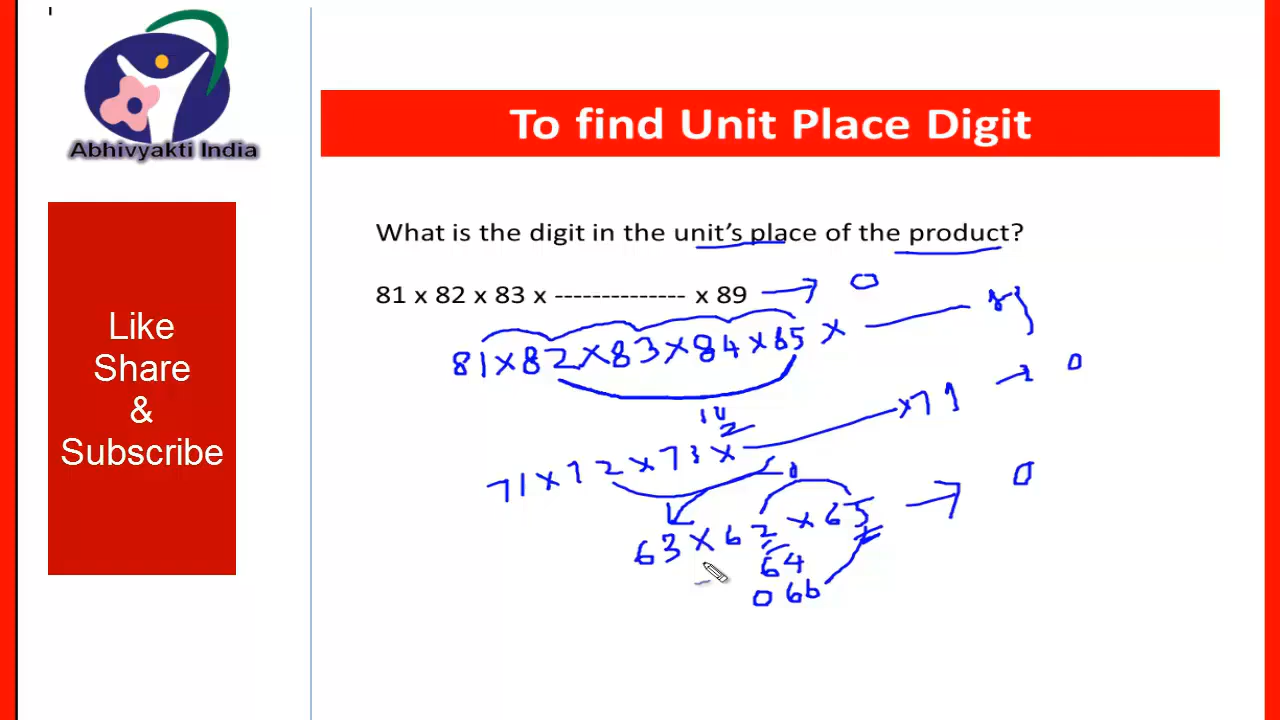 Abhivyakti India
Like
Share
&
Subscribe
To find Unit Place Digit
What is the digit in the unit's place of the product?
81 x 82 x 83 x -------------- x 89 → 0
81 × 82 × 83 × 84 × 85 ×
71 × 72 × 73 × × 79 → 0
63 × 62 × 65 → 0
64
0 66